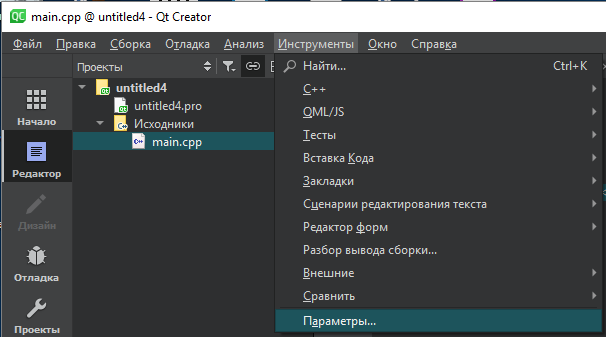 QC main.cpp @ untitled4 - Qt Creator
Файл Правка Сборка Отладка Анализ Инструменты Окно Справка
Проекты
untitled4
untitled4.pro
Исходники
main.cpp
Начало
Редактор
Дизайн
Отладка
Проекты
Найти... Ctrl+K
C++
QML/JS
Тесты
Вставка Кода
Закладки
Сценарии редактирования текста
Редактор форм
Разбор вывода сборки...
Внешние
Сравнить
Параметры...